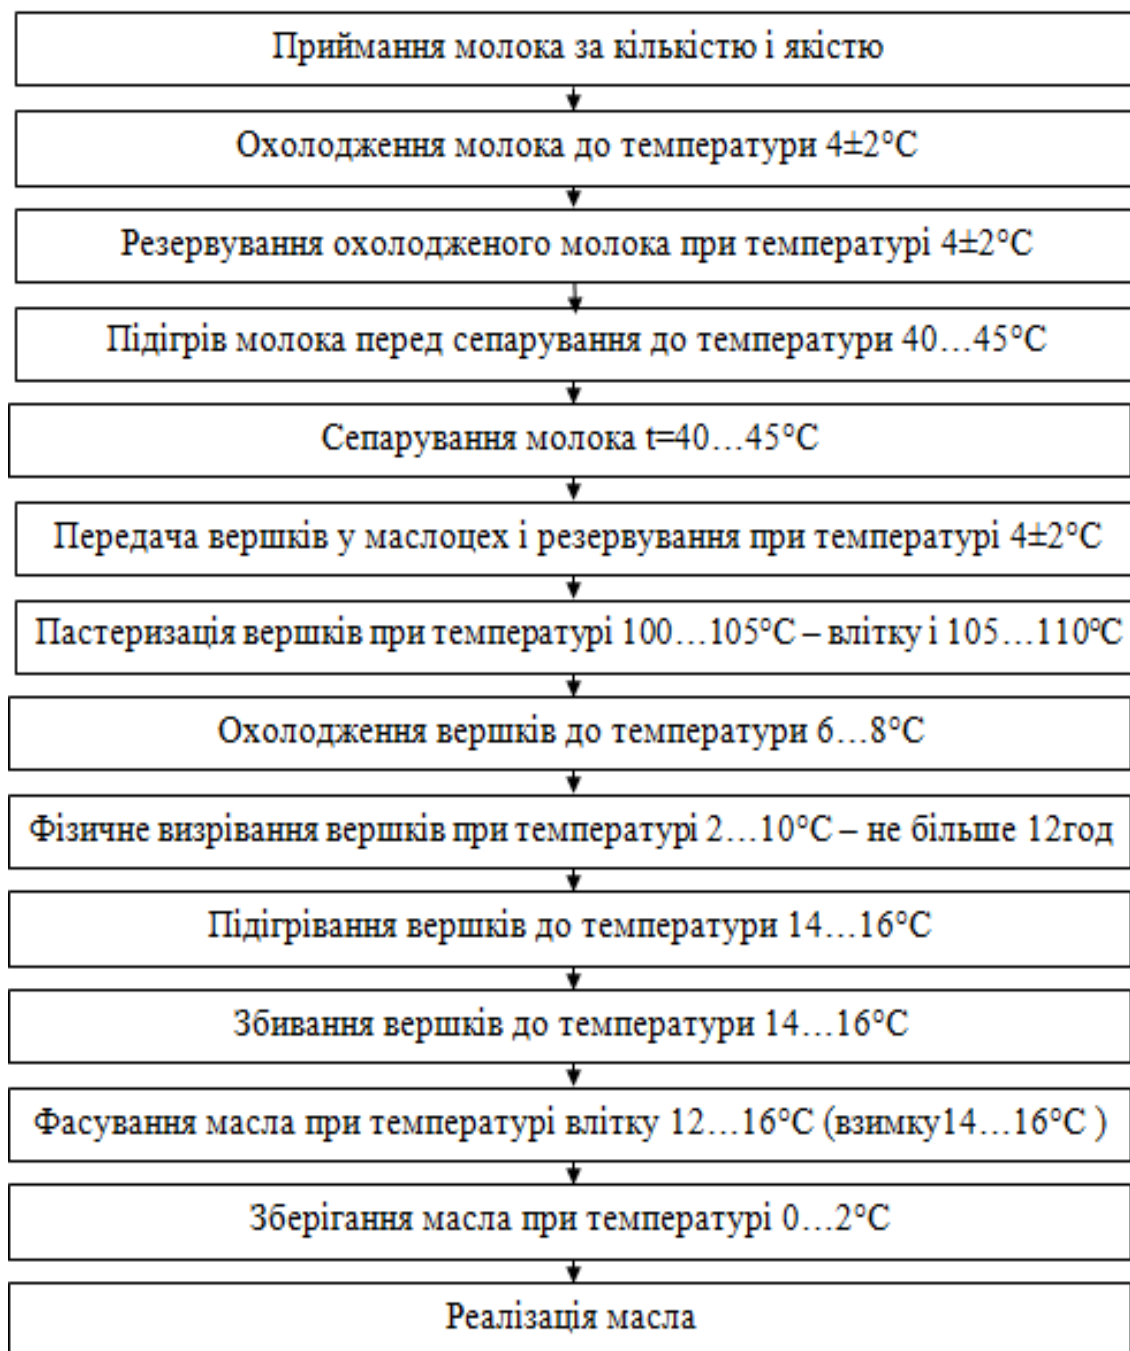 Приймання молока за кількістю і якістю
Охолодження молока до температури 4±2°С
Резервування охолодженого молока при температурі 4±2°С
Підігрів молока перед сепарування до температури 40…45°С
Сепарування молока t=40…45°С
Передача вершків у маслоцех і резервування при температурі 4±2°С
Пастеризація вершків при температурі 100…105°С – влітку і 105…110°С
Охолодження вершків до температури 6…8°С
Фізичне визрівання вершків при температурі 2…10°С – не більше 12год
Підігрівання вершків до температури 14…16°С
Збивання вершків до температури 14…16°С
Фасування масла при температурі влітку 12…16°С (взимку14…16°С )
Зберігання масла при температурі 0…2°С
Реалізація масла